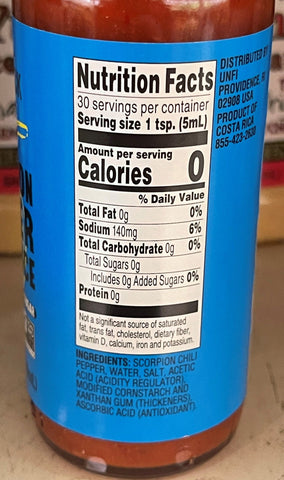 Nutrition Facts
30 servings per container
Serving size 1 tsp. (5mL)
Amount per serving
Calories 0
% Daily Value
Total Fat 0g 0%
Sodium 140mg 6%
Total Carbohydrate 0g 0%
Total Sugars 0g
Includes 0g Added Sugars 0%
Protein 0g
Not a significant source of saturated
fat, trans fat, cholesterol, dietary fiber,
vitamin D, calcium, iron and potassium.
INGREDIENTS: SCORPION CHILI
PEPPER, WATER, SALT, ACETIC
ACID (ACIDITY REGULATOR),
MODIFIED CORNSTARCH AND
XANTHAN GUM (THICKENERS),
ASCORBIC ACID (ANTIOXIDANT).
DISTRIBUTED BY
UNFI
PROVIDENCE, RI
02908 USA
PRODUCT OF
COSTA RICA
855-423-2630